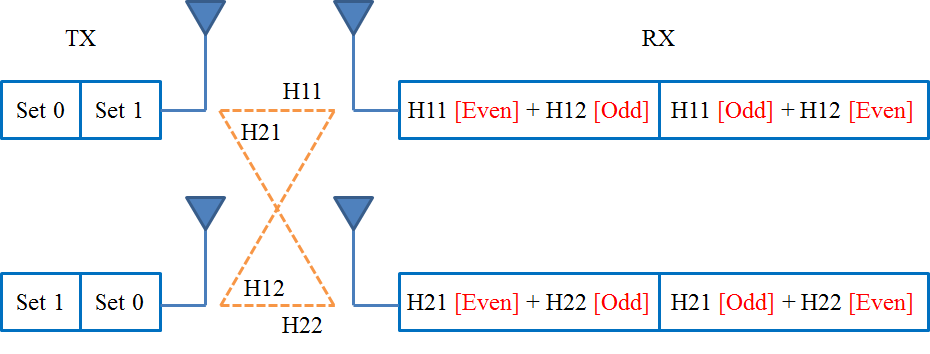 TX
RX
Set 0 Set 1
H11
H11 [Even] + H12 [Odd] H11 [Odd] + H12 [Even]
H21
Set 1 Set 0
H12
H21 [Even] + H22 [Odd] H21 [Odd] + H22 [Even]
H22